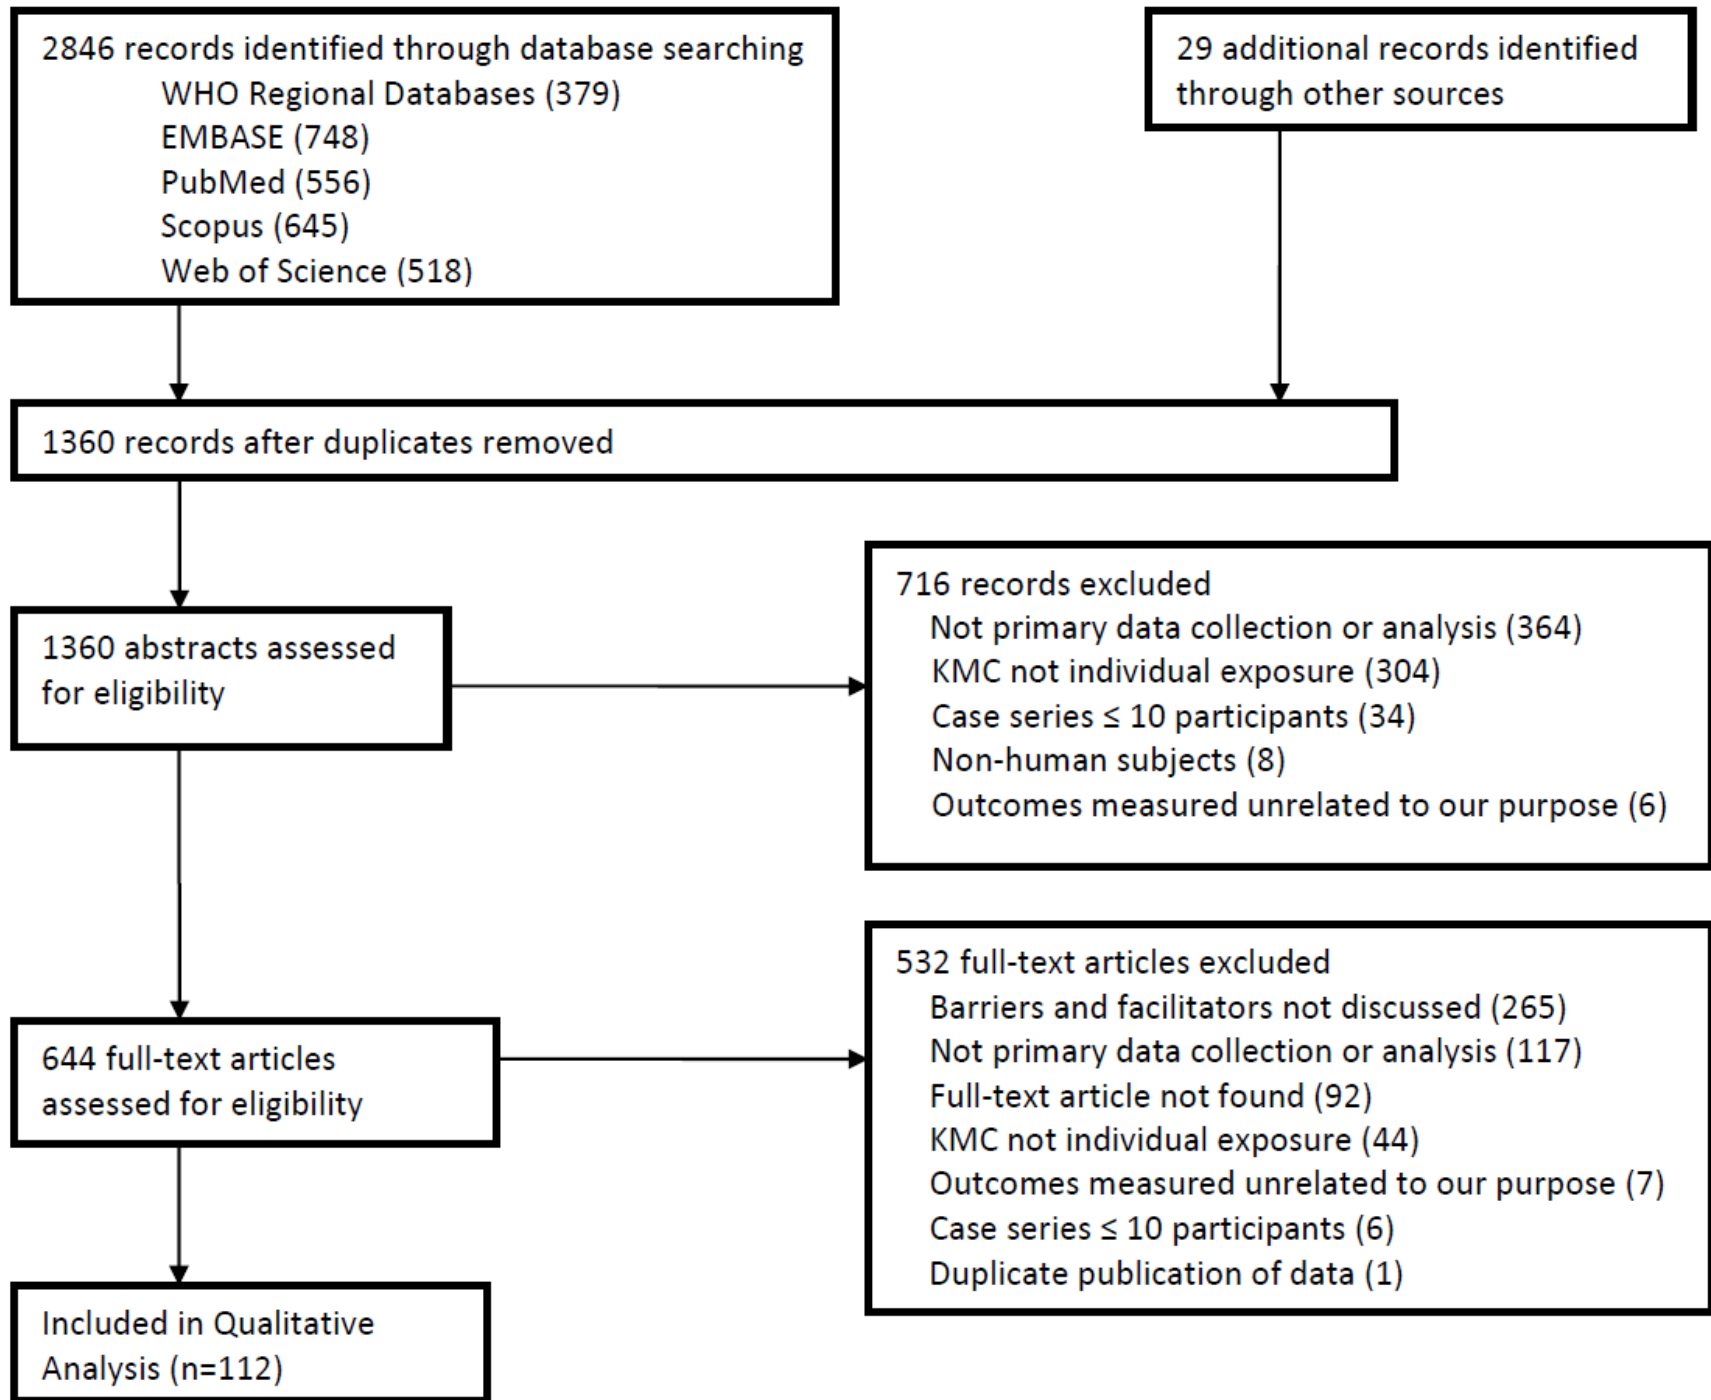 2846 records identified through database searching
WHO Regional Databases (379)
EMBASE (748)
PubMed (556)
Scopus (645)
Web of Science (518)
29 additional records identified
through other sources
1360 records after duplicates removed
1360 abstracts assessed
for eligibility
716 records excluded
Not primary data collection or analysis (364)
KMC not individual exposure (304)
Case series ≤ 10 participants (34)
Non-human subjects (8)
Outcomes measured unrelated to our purpose (6)
644 full-text articles
assessed for eligibility
532 full-text articles excluded
Barriers and facilitators not discussed (265)
Not primary data collection or analysis (117)
Full-text article not found (92)
KMC not individual exposure (44)
Outcomes measured unrelated to our purpose (7)
Case series ≤ 10 participants (6)
Duplicate publication of data (1)
Included in Qualitative
Analysis (n=112)